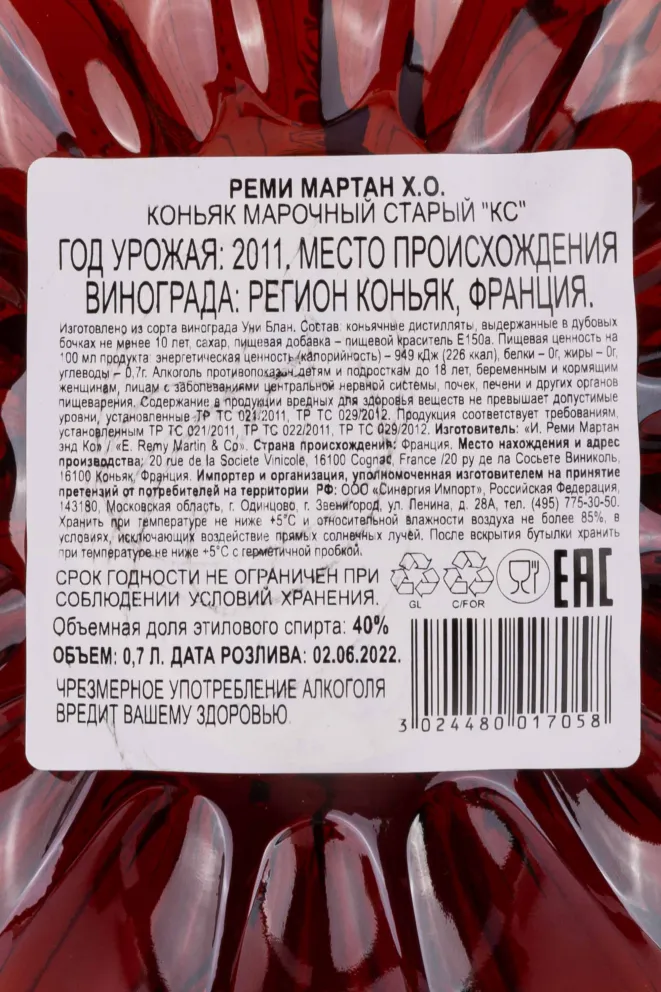 РЕМИ МАРТАН Х.О.
КОНЬЯК МАРОЧНЫЙ СТАРЫЙ "КС"
ГОД УРОЖАЯ: 2011. МЕСТО ПРОИСХОЖДЕНИЯ
ВИНОГРАДА: РЕГИОН КОНЬЯК, ФРАНЦИЯ.
Изготовлено из сорта винограда Уни Блан. Состав: коньячные дистилляты, выдержанные в дубовых
бочках не менее 10 лет, сахар, пищевая добавка – пищевой краситель Е150а. Пищевая ценность на
100 мл продукта: энергетическая ценность (калорийность) – 949 кДж (226 ккал), белки – 0г, жиры – 0г,
углеводы – 0,7г. Алкоголь противопоказан детям и подросткам до 18 лет, беременным и кормящим
женщинам, лицам с заболеваниями центральной нервной системы, почек, печени и других органов
пищеварения. Содержание в продукции вредных для здоровья веществ не превышает допустимые
уровни, установленные ТР ТС 021/2011, ТР ТС 029/2012. Продукция соответствует требованиям,
установленным ТР ТС 021/2011, ТР ТС 022/2011, ТР ТС 029/2012. Изготовитель: «И. Реми Мартан
энд Ко» / «E. Remy Martin & Co». Страна происхождения: Франция. Место нахождения и адрес
производства: 20 rue de la Societe Vinicole, 16100 Cognac, France /20 ру де ла Сосьете Виниколь,
16100 Коньяк, Франция. Импортер и организация, уполномоченная изготовителем на принятие
претензий от потребителей на территории РФ: ООО «Синергия Импорт», Российская Федерация,
143180, Московская область, г. Одинцово, г. Звенигород, ул. Ленина, д. 28А, тел. (495) 775-30-50.
Хранить при температуре не ниже +5°С и относительной влажности воздуха не более 85%, в
условиях, исключающих воздействие прямых солнечных лучей. После вскрытия бутылки хранить
при температуре не ниже +5°С с герметичной пробкой.
СРОК ГОДНОСТИ НЕ ОГРАНИЧЕН ПРИ
СОБЛЮДЕНИИ УСЛОВИЙ ХРАНЕНИЯ.
GL C/FOR EAC
Объемная доля этилового спирта: 40%
ОБЪЕМ: 0,7 Л. ДАТА РОЗЛИВА: 02.06.2022.
ЧРЕЗМЕРНОЕ УПОТРЕБЛЕНИЕ АЛКОГОЛЯ
ВРЕДИТ ВАШЕМУ ЗДОРОВЬЮ
3 024480 017058